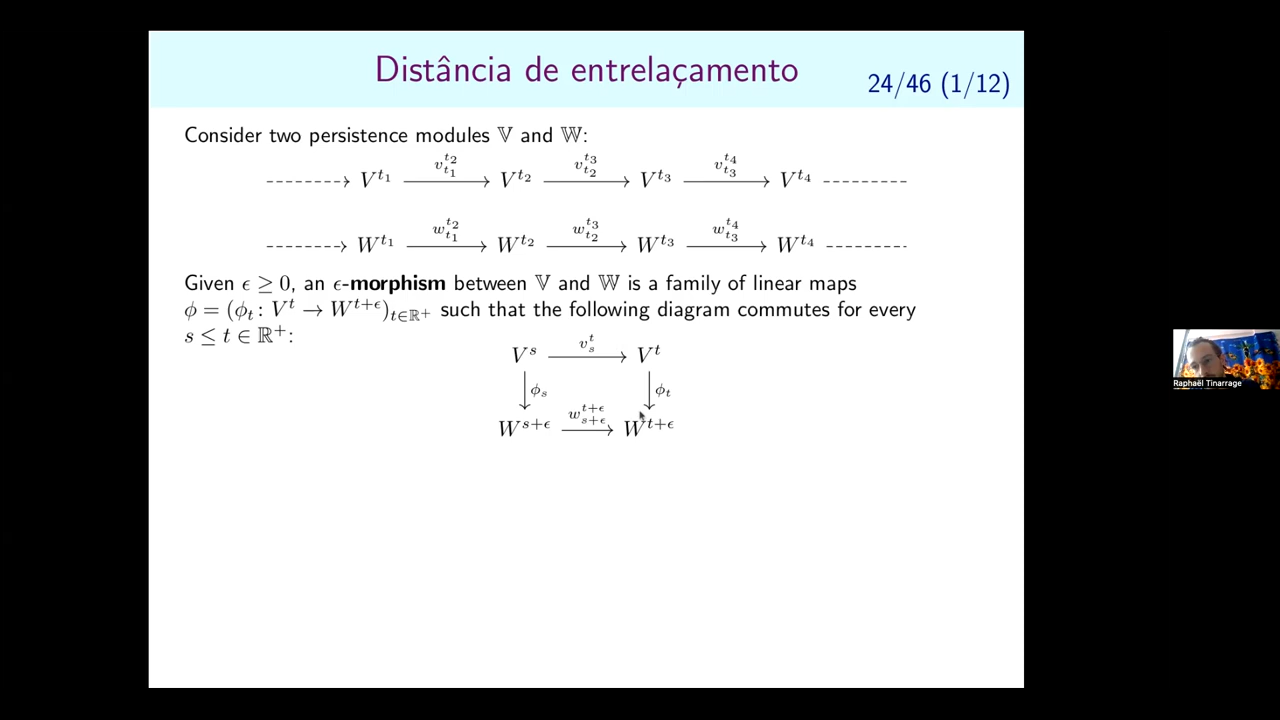 Distância de entrelaçamento
24/46 (1/12)
Consider two persistence modules 𝕍 and 𝕎:
V^{t_1} v_{t_1}^{t_2} V^{t_2} v_{t_2}^{t_3} V^{t_3} v_{t_3}^{t_4} V^{t_4}
W^{t_1} w_{t_1}^{t_2} W^{t_2} w_{t_2}^{t_3} W^{t_3} w_{t_3}^{t_4} W^{t_4}
Given ϵ ≥ 0, an ϵ-morphism between 𝕍 and 𝕎 is a family of linear maps
ϕ = (ϕ_t : V^t → W^{t+ϵ})_{t∈ℝ^+} such that the following diagram commutes for every
s ≤ t ∈ ℝ^+:
V^s v_s^t V^t
ϕ_s ϕ_t
W^{s+ϵ} w_{s+ϵ}^{t+ϵ} W^{t+ϵ}
Raphaël Tinarrage